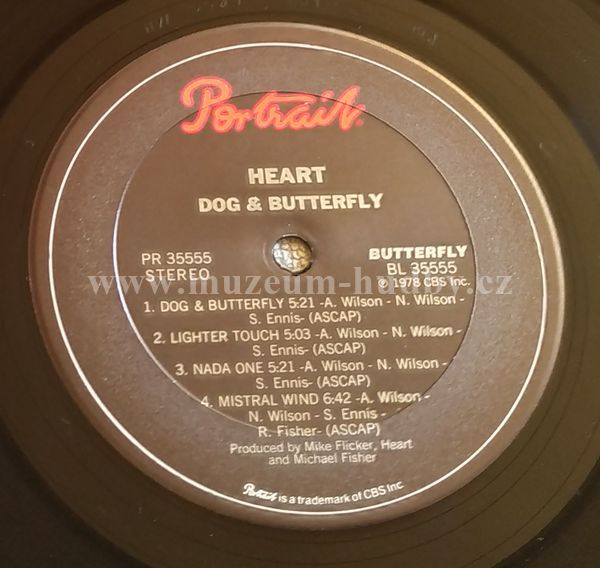 Portrait
HEART
DOG & BUTTERFLY
PR 35555
STEREO
BUTTERFLY
BL 35555
℗ 1978 CBS Inc.
www.muzeum-hudby.cz
1. DOG & BUTTERFLY 5:21 -A. Wilson - N. Wilson -
S. Ennis- (ASCAP)
2. LIGHTER TOUCH 5:03 -A. Wilson - N. Wilson -
S. Ennis- (ASCAP)
3. NADA ONE 5:21 -A. Wilson - N. Wilson -
S. Ennis- (ASCAP)
4. MISTRAL WIND 6:42 -A. Wilson -
N. Wilson - S. Ennis -
R. Fisher- (ASCAP)
Produced by Mike Flicker, Heart
and Michael Fisher
Portrait is a trademark of CBS Inc